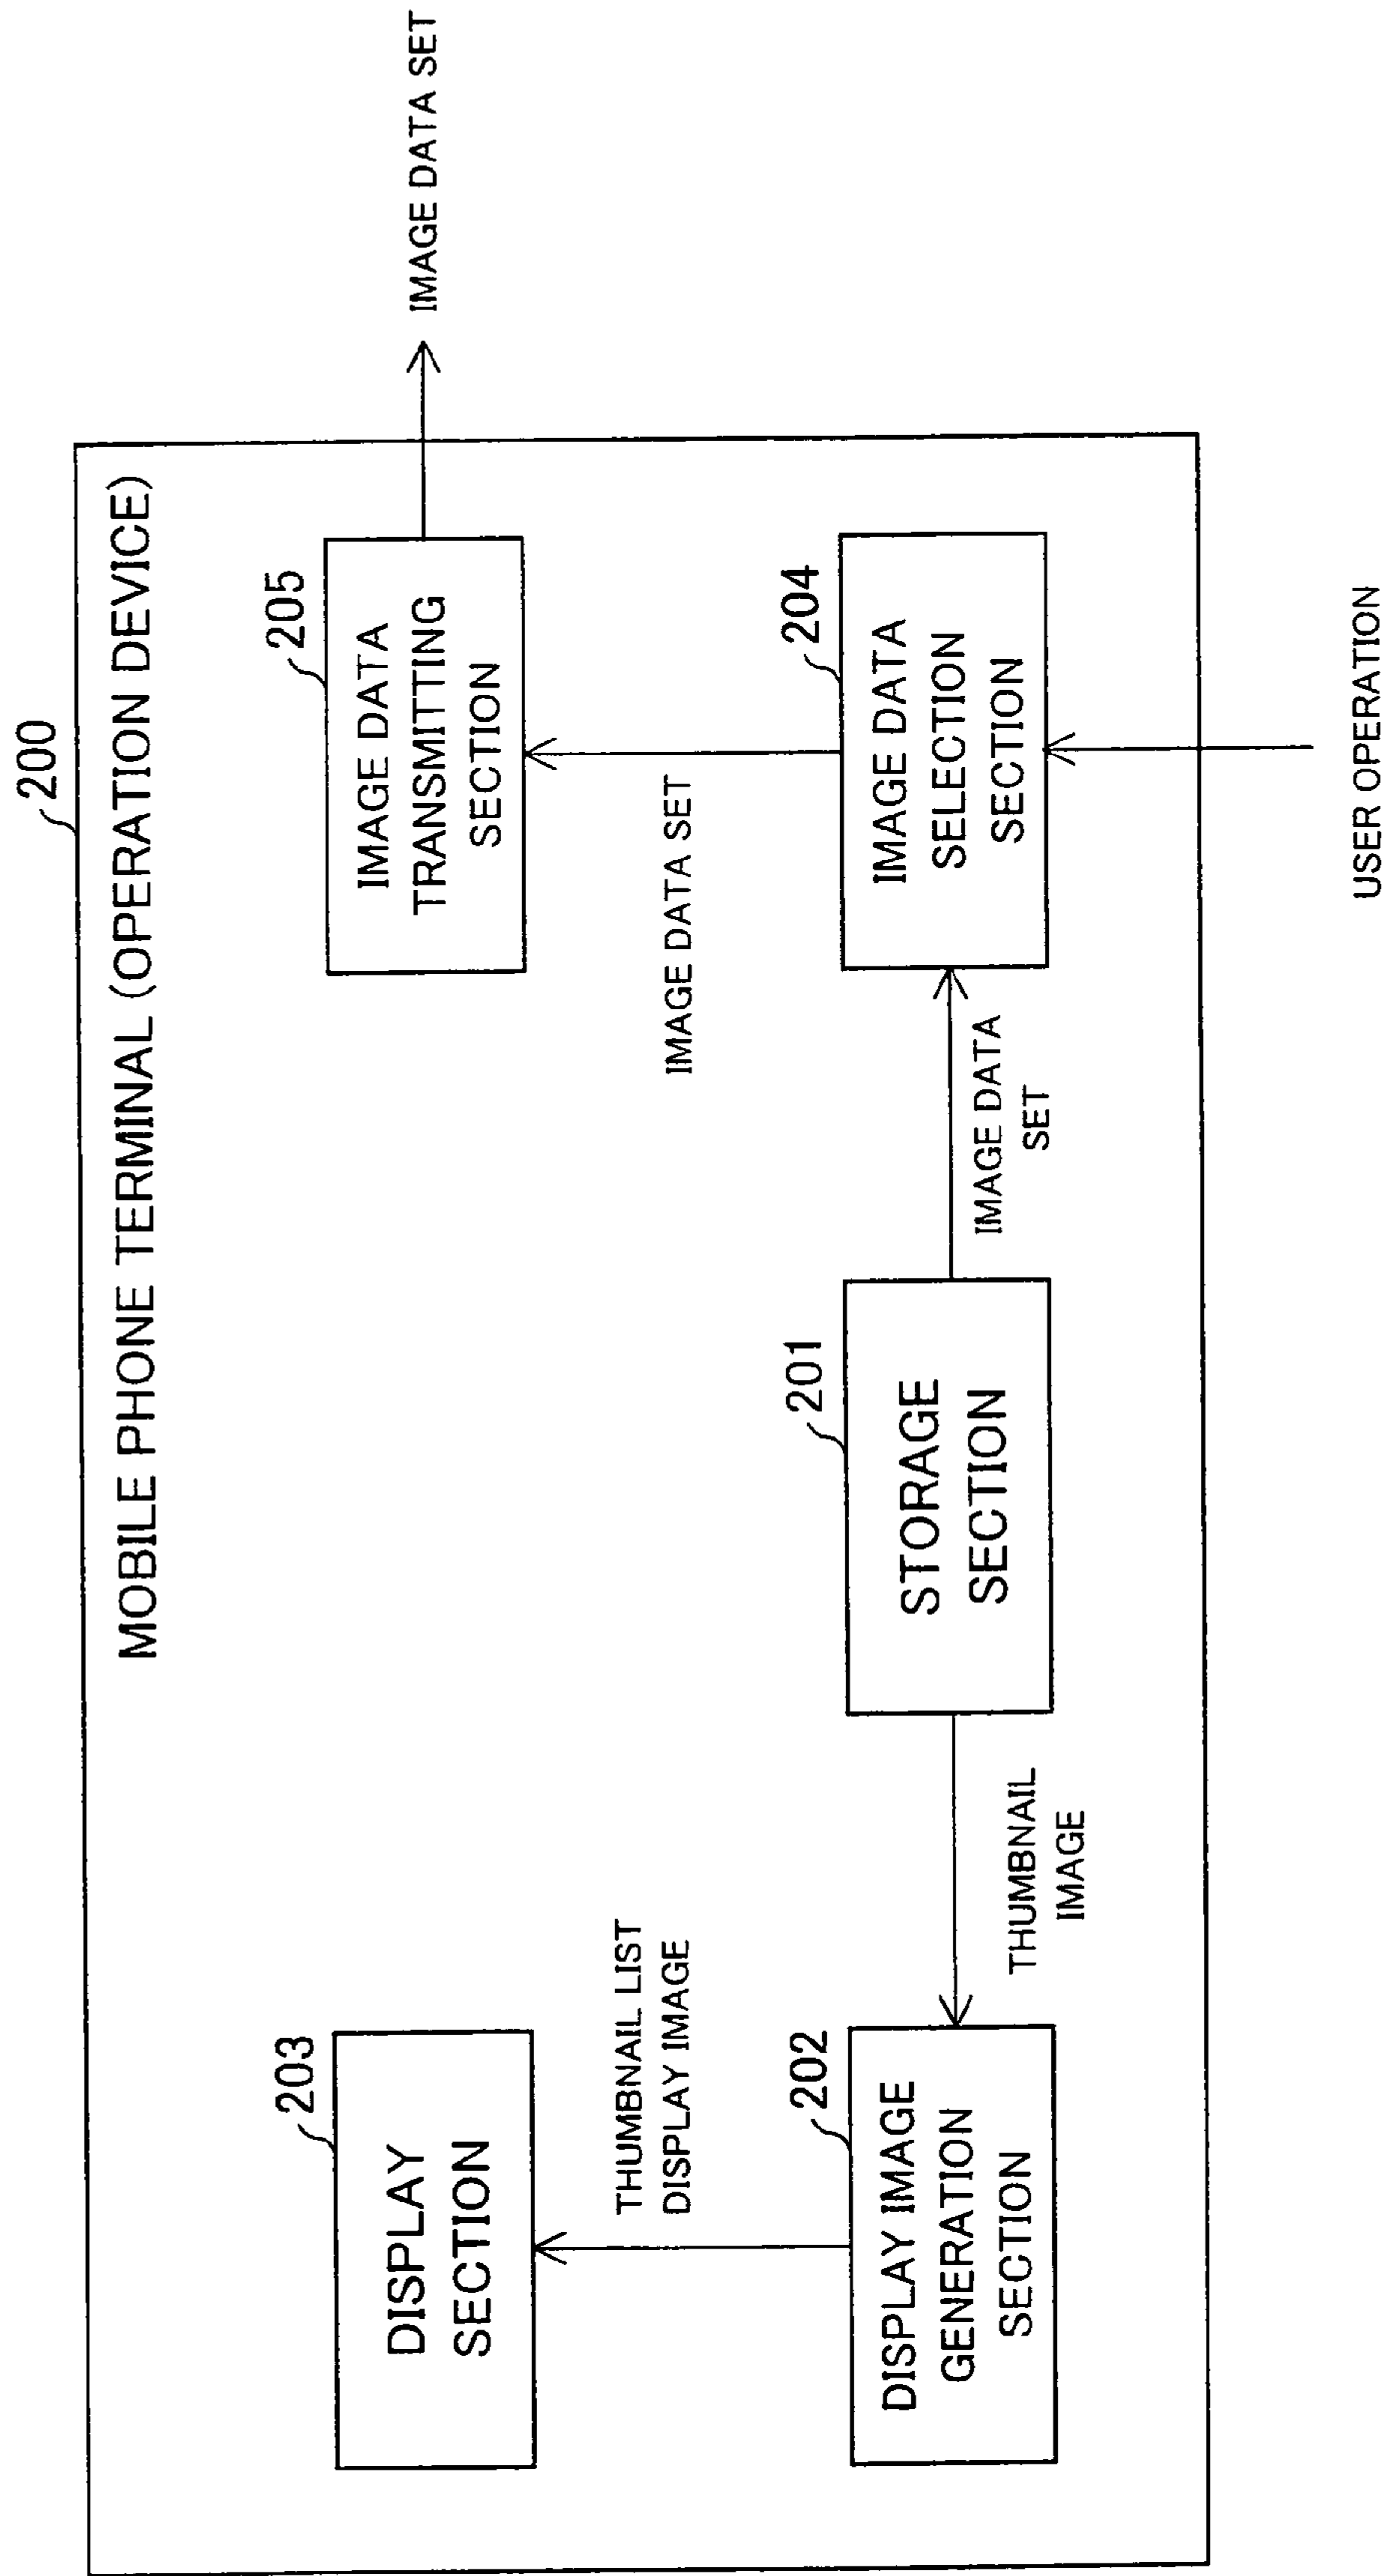 200
MOBILE PHONE TERMINAL (OPERATION DEVICE)
203
DISPLAY
SECTION
205
IMAGE DATA
TRANSMITTING
SECTION
IMAGE DATA SET
THUMBNAIL LIST
DISPLAY IMAGE
IMAGE DATA SET
202
DISPLAY IMAGE
GENERATION
SECTION
THUMBNAIL
IMAGE
201
STORAGE
SECTION
IMAGE DATA
SET
204
IMAGE DATA
SELECTION
SECTION
USER OPERATION